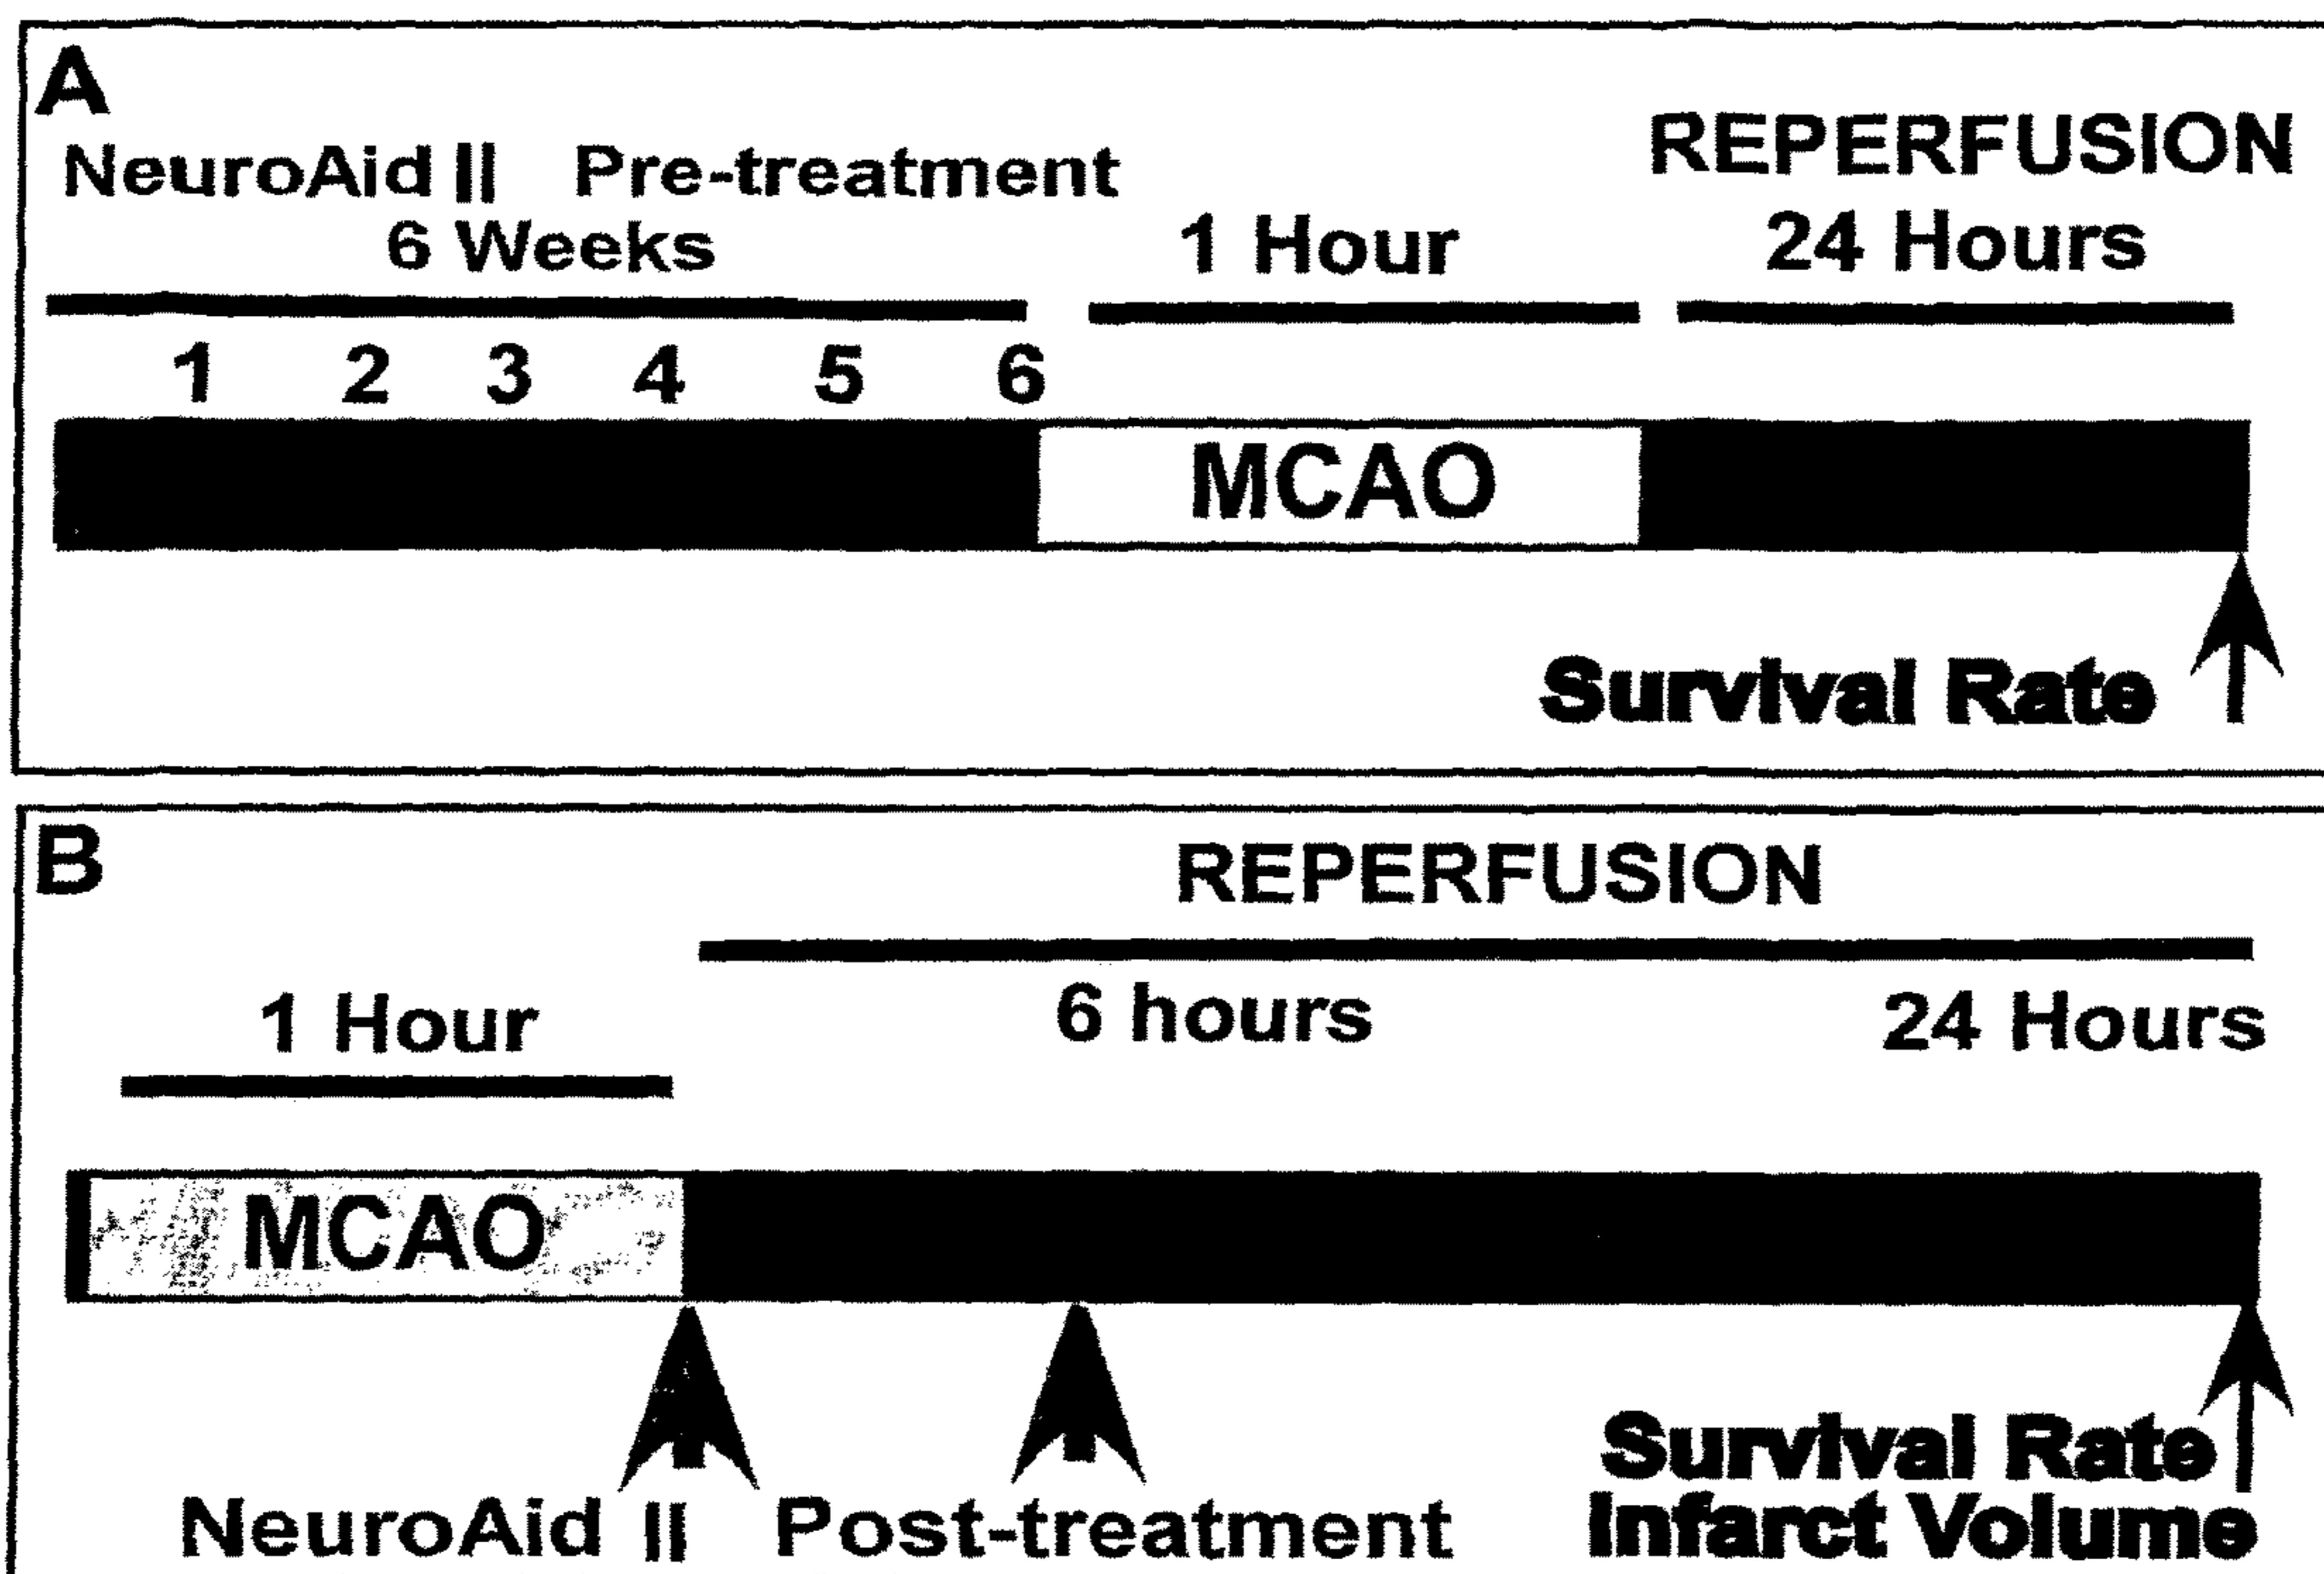 A
NeuroAid II Pre-treatment
6 Weeks
1 Hour
REPERFUSION
24 Hours
1 2 3 4 5 6
MCAO
Survival Rate
B
REPERFUSION
1 Hour
6 hours
24 Hours
MCAO
NeuroAid II Post-treatment
Survival Rate
Infarct Volume